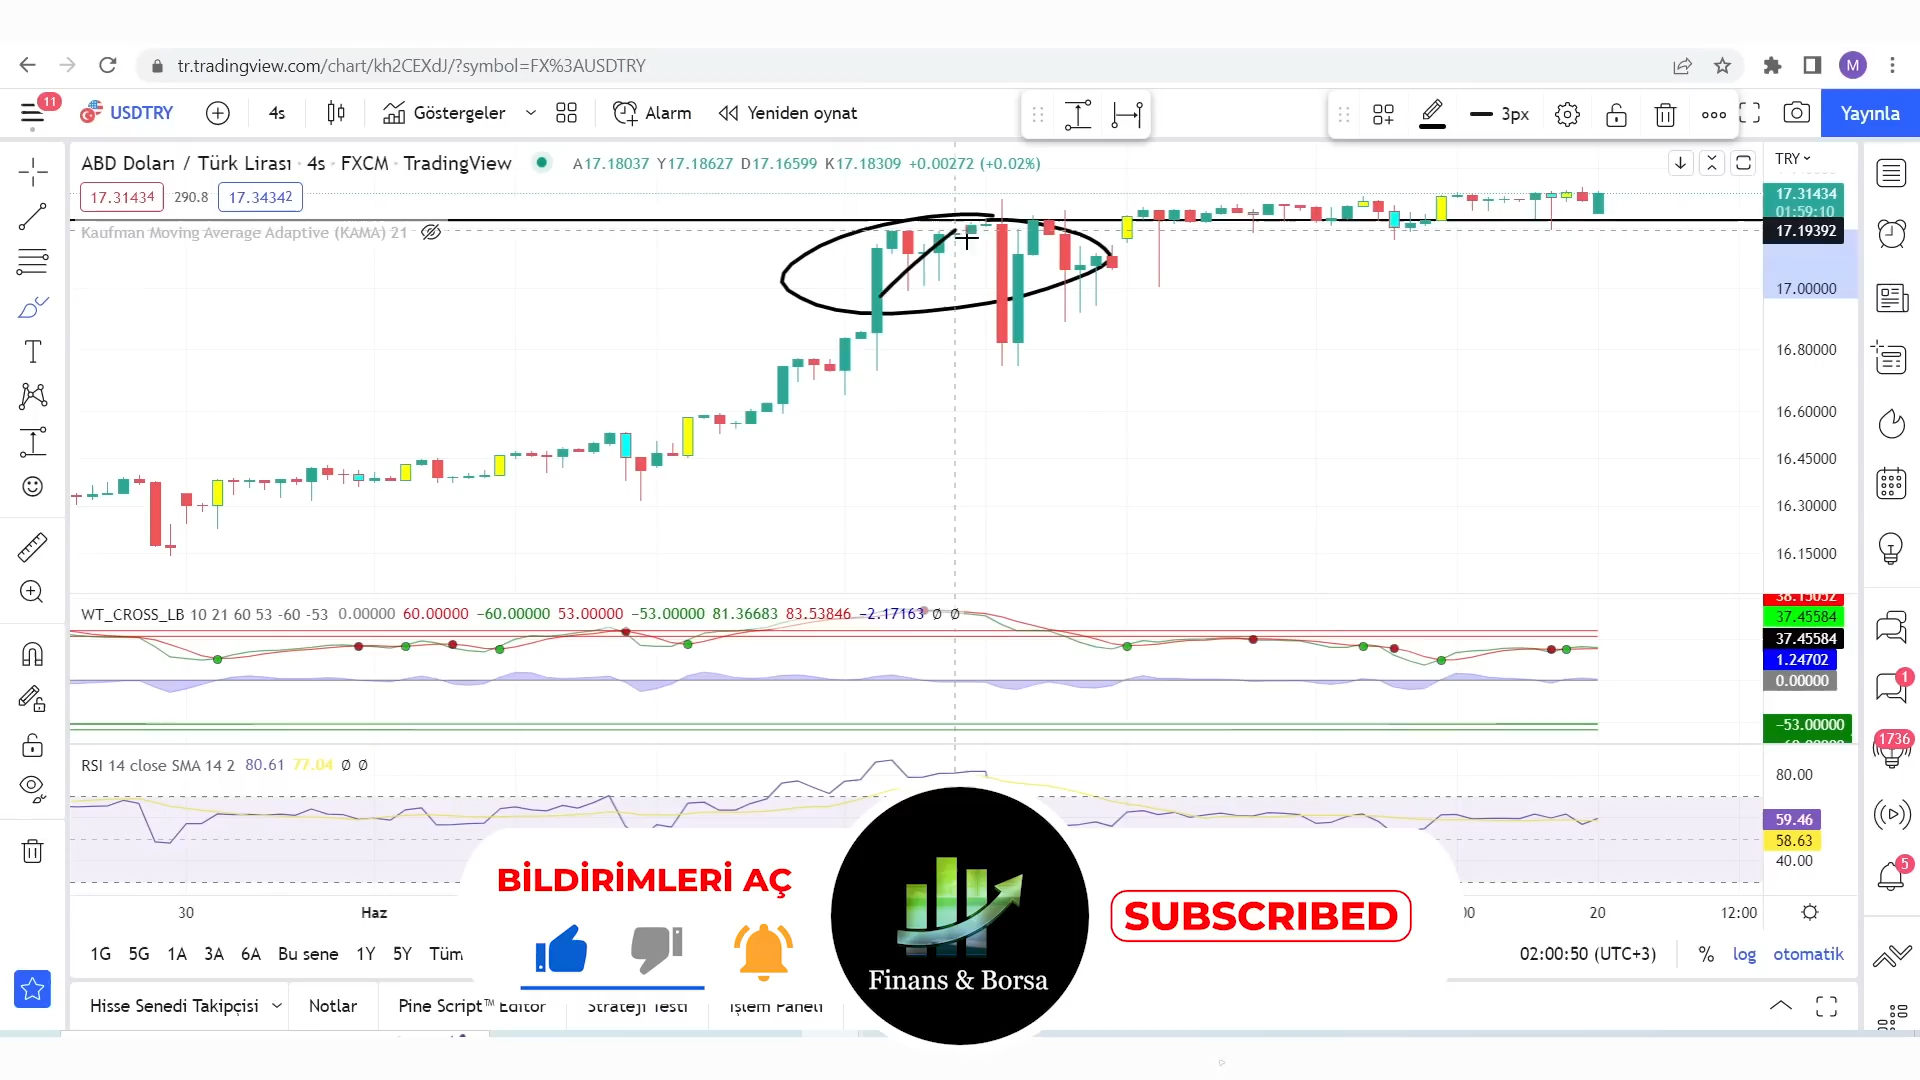 tr.tradingview.com/chart/kh2CEXdJ/?symbol=FX%3AUSDTRY
M
11
USDTRY
4s
Göstergeler
Alarm
Yeniden oynat
3px
Yayınla
ABD Doları / Türk Lirası · 4s · FXCM · TradingView
A17.18037 Y17.18627 D17.16599 K17.18309 +0.00272 (+0.02%)
TRY
17.31434
290.8
17.34342
17.31434
01:59:10
Kaufman Moving Average Adaptive (KAMA) 21
17.19392
17.00000
16.80000
16.60000
16.45000
16.30000
16.15000
WT_CROSS_LB 10 21 60 53 -60 -53 0.00000 60.00000 −60.00000 53.00000 −53.00000 81.36683 83.53846 −2.17163 Ø Ø
38.15052
37.45584
37.45584
1.24702
0.00000
−53.00000
1
1736
5
RSI 14 close SMA 14 2 80.61 77.04 Ø Ø
80.00
59.46
58.63
40.00
BİLDİRİMLERİ AÇ
Finans & Borsa
SUBSCRIBED
30
Haz
20
12:00
1G 5G 1A 3A 6A Bu sene 1Y 5Y Tüm
02:00:50 (UTC+3)
%
log
otomatik
Hisse Senedi Takipçisi
Notlar
Pine Script™ Editor
Strateji Testi
İşlem Paneli